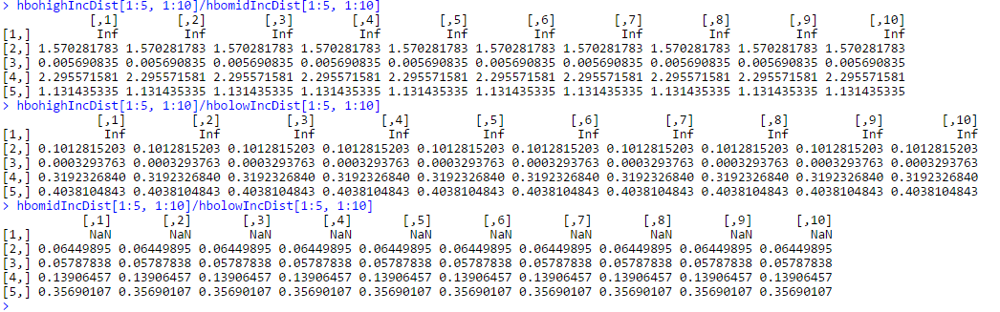 > hbohighIncDist[1:5, 1:10]/hbomidIncDist[1:5, 1:10]
[,1] [,2] [,3] [,4] [,5] [,6] [,7] [,8] [,9] [,10]
[1,] Inf Inf Inf Inf Inf Inf Inf Inf Inf Inf
[2,] 1.570281783 1.570281783 1.570281783 1.570281783 1.570281783 1.570281783 1.570281783 1.570281783 1.570281783 1.570281783
[3,] 0.005690835 0.005690835 0.005690835 0.005690835 0.005690835 0.005690835 0.005690835 0.005690835 0.005690835 0.005690835
[4,] 2.295571581 2.295571581 2.295571581 2.295571581 2.295571581 2.295571581 2.295571581 2.295571581 2.295571581 2.295571581
[5,] 1.131435335 1.131435335 1.131435335 1.131435335 1.131435335 1.131435335 1.131435335 1.131435335 1.131435335 1.131435335
> hbohighIncDist[1:5, 1:10]/hbolowIncDist[1:5, 1:10]
[,1] [,2] [,3] [,4] [,5] [,6] [,7] [,8] [,9] [,10]
[1,] Inf Inf Inf Inf Inf Inf Inf Inf Inf Inf
[2,] 0.1012815203 0.1012815203 0.1012815203 0.1012815203 0.1012815203 0.1012815203 0.1012815203 0.1012815203 0.1012815203 0.1012815203
[3,] 0.0003293763 0.0003293763 0.0003293763 0.0003293763 0.0003293763 0.0003293763 0.0003293763 0.0003293763 0.0003293763 0.0003293763
[4,] 0.3192326840 0.3192326840 0.3192326840 0.3192326840 0.3192326840 0.3192326840 0.3192326840 0.3192326840 0.3192326840 0.3192326840
[5,] 0.4038104843 0.4038104843 0.4038104843 0.4038104843 0.4038104843 0.4038104843 0.4038104843 0.4038104843 0.4038104843 0.4038104843
> hbomidIncDist[1:5, 1:10]/hbolowIncDist[1:5, 1:10]
[,1] [,2] [,3] [,4] [,5] [,6] [,7] [,8] [,9] [,10]
[1,] NaN NaN NaN NaN NaN NaN NaN NaN NaN NaN
[2,] 0.06449895 0.06449895 0.06449895 0.06449895 0.06449895 0.06449895 0.06449895 0.06449895 0.06449895 0.06449895
[3,] 0.05787838 0.05787838 0.05787838 0.05787838 0.05787838 0.05787838 0.05787838 0.05787838 0.05787838 0.05787838
[4,] 0.13906457 0.13906457 0.13906457 0.13906457 0.13906457 0.13906457 0.13906457 0.13906457 0.13906457 0.13906457
[5,] 0.35690107 0.35690107 0.35690107 0.35690107 0.35690107 0.35690107 0.35690107 0.35690107 0.35690107 0.35690107
>